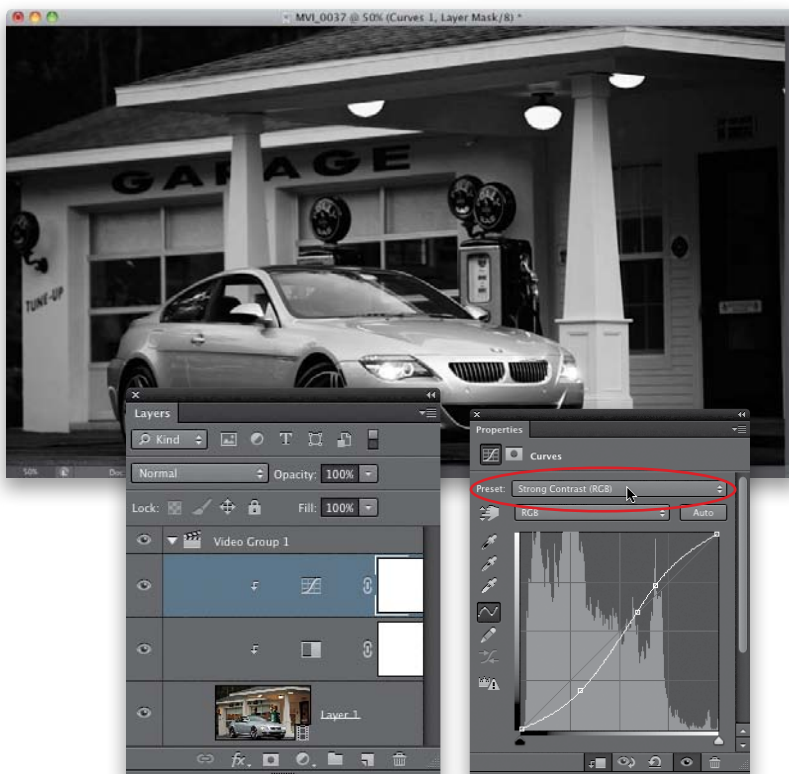 MVI_0037 @ 50% (Curves 1, Layer Mask/8) *
GARAGE
TUNE-UP
50%
Doc:
Layers
Kind
T
Normal
Opacity: 100%
Lock:
Fill: 100%
Video Group 1
Layer 1
fx.
Properties
Curves
Preset: Strong Contrast (RGB)
RGB
Auto